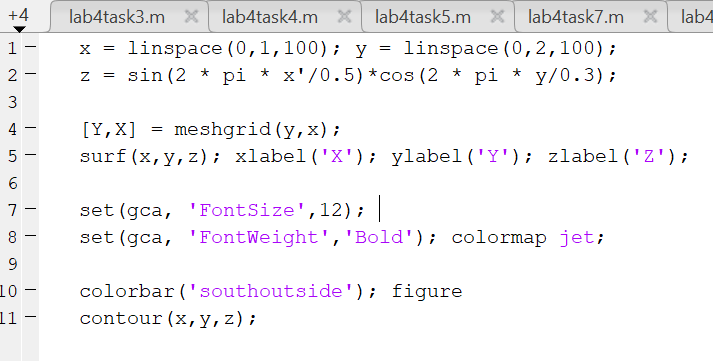 +4 lab4task3.m lab4task4.m lab4task5.m lab4task7.m lab4
1 x = linspace(0,1,100); y = linspace(0,2,100);
2 z = sin(2 * pi * x'/0.5)*cos(2 * pi * y/0.3);
3
4 [Y,X] = meshgrid(y,x);
5 surf(x,y,z); xlabel('X'); ylabel('Y'); zlabel('Z');
6
7 set(gca, 'FontSize',12);
8 set(gca, 'FontWeight','Bold'); colormap jet;
9
10 colorbar('southoutside'); figure
11 contour(x,y,z);